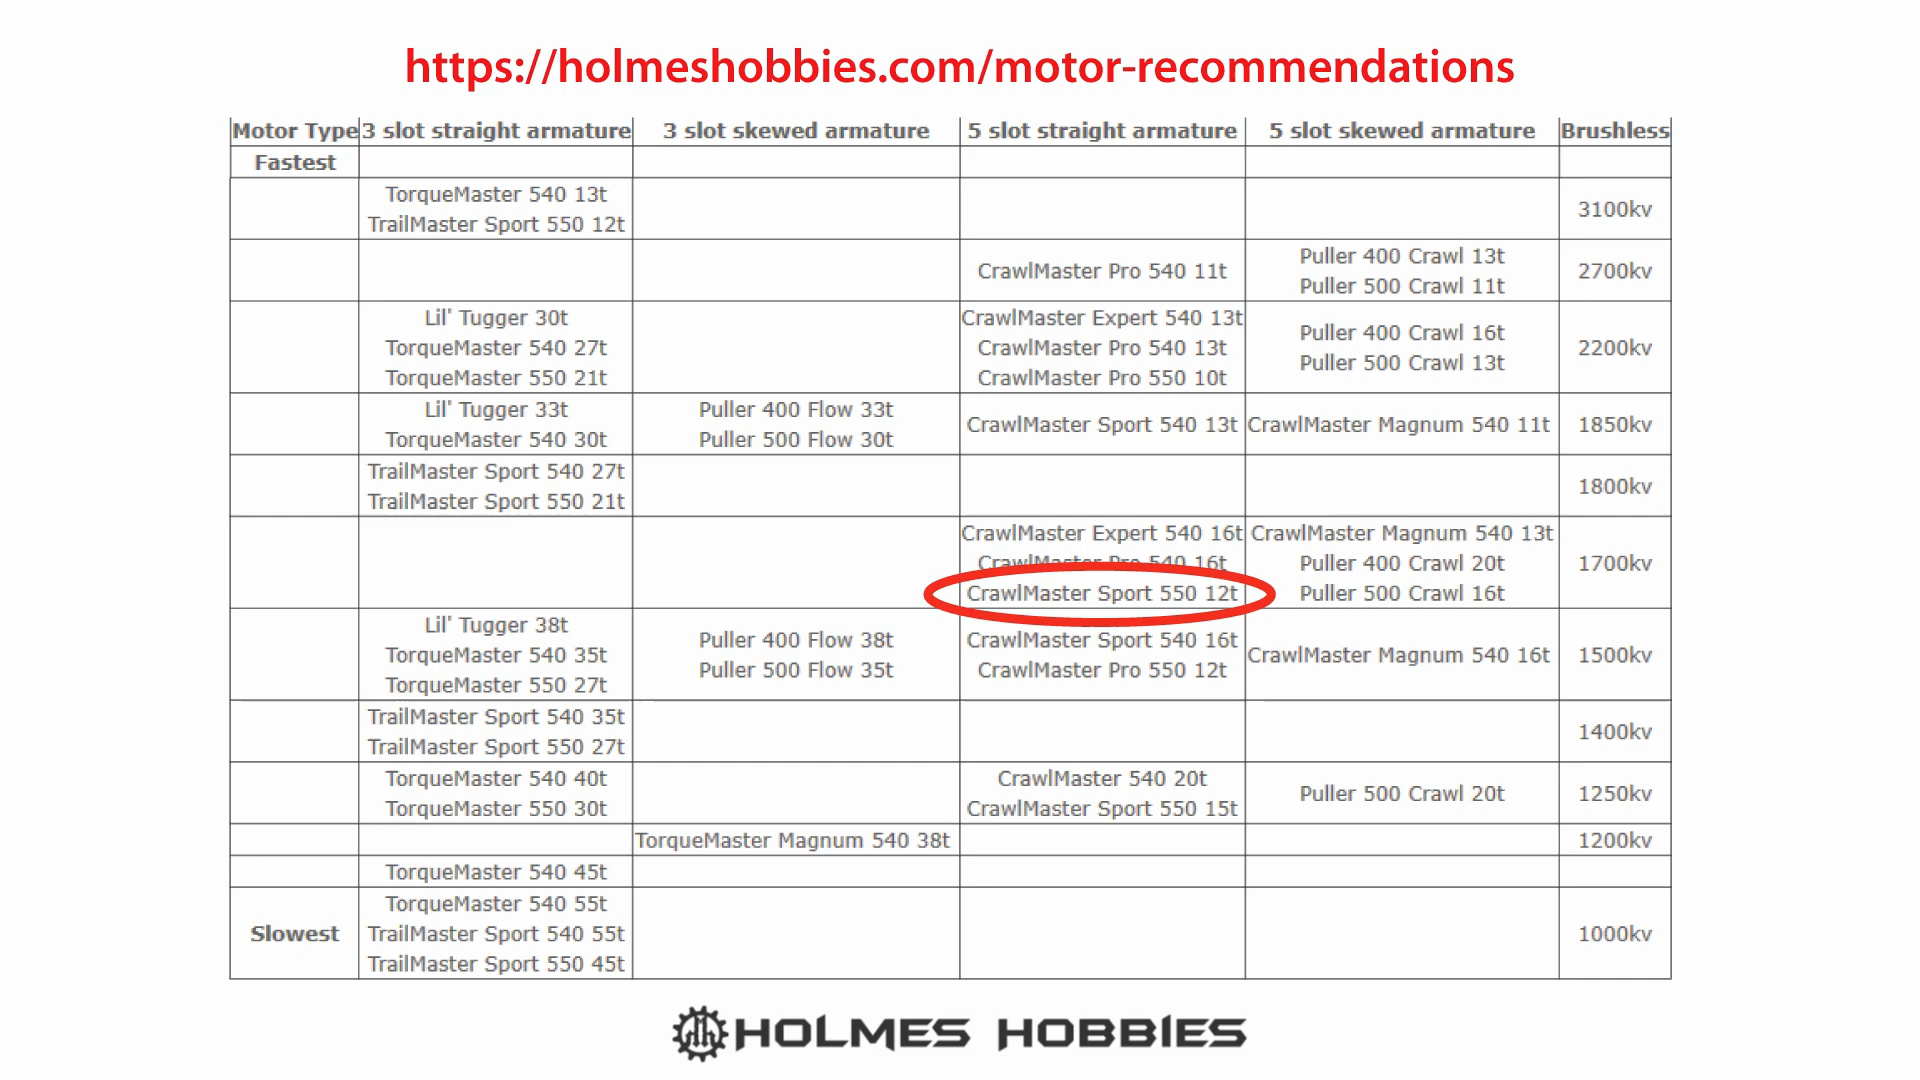 https://holmeshobbies.com/motor-recommendations
Motor Type 3 slot straight armature 3 slot skewed armature 5 slot straight armature 5 slot skewed armature Brushless
Fastest
TorqueMaster 540 13t
TrailMaster Sport 550 12t
3100kv
CrawlMaster Pro 540 11t
Puller 400 Crawl 13t
Puller 500 Crawl 11t
2700kv
Lil' Tugger 30t
TorqueMaster 540 27t
TorqueMaster 550 21t
CrawlMaster Expert 540 13t
CrawlMaster Pro 540 13t
CrawlMaster Pro 550 10t
Puller 400 Crawl 16t
Puller 500 Crawl 13t
2200kv
Lil' Tugger 33t
TorqueMaster 540 30t
Puller 400 Flow 33t
Puller 500 Flow 30t
CrawlMaster Sport 540 13t
CrawlMaster Magnum 540 11t
1850kv
TrailMaster Sport 540 27t
TrailMaster Sport 550 21t
1800kv
CrawlMaster Expert 540 16t
CrawlMaster Pro 540 16t
CrawlMaster Sport 550 12t
CrawlMaster Magnum 540 13t
Puller 400 Crawl 20t
Puller 500 Crawl 16t
1700kv
Lil' Tugger 38t
TorqueMaster 540 35t
TorqueMaster 550 27t
Puller 400 Flow 38t
Puller 500 Flow 35t
CrawlMaster Sport 540 16t
CrawlMaster Pro 550 12t
CrawlMaster Magnum 540 16t
1500kv
TrailMaster Sport 540 35t
TrailMaster Sport 550 27t
1400kv
TorqueMaster 540 40t
TorqueMaster 550 30t
CrawlMaster 540 20t
CrawlMaster Sport 550 15t
Puller 500 Crawl 20t
1250kv
TorqueMaster Magnum 540 38t
1200kv
TorqueMaster 540 45t
Slowest
TorqueMaster 540 55t
TrailMaster Sport 540 55t
TrailMaster Sport 550 45t
1000kv
HOLMES HOBBIES